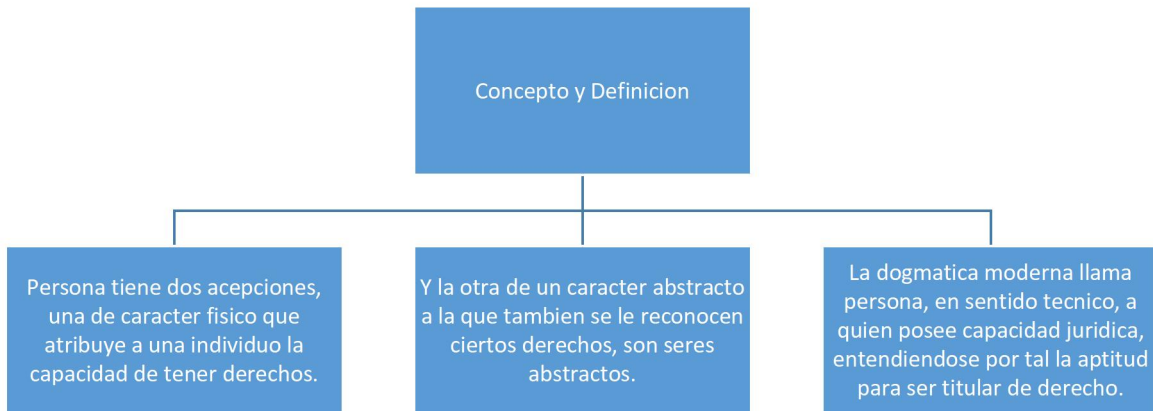 Concepto y Definicion
Persona tiene dos acepciones,
una de caracter fisico que
atribuye a una individuo la
capacidad de tener derechos.
Y la otra de un caracter abstracto
a la que tambien se le reconocen
ciertos derechos, son seres
abstractos.
La dogmatica moderna llama
persona, en sentido tecnico, a
quien posee capacidad juridica,
entendiendose por tal la aptitud
para ser titular de derecho.